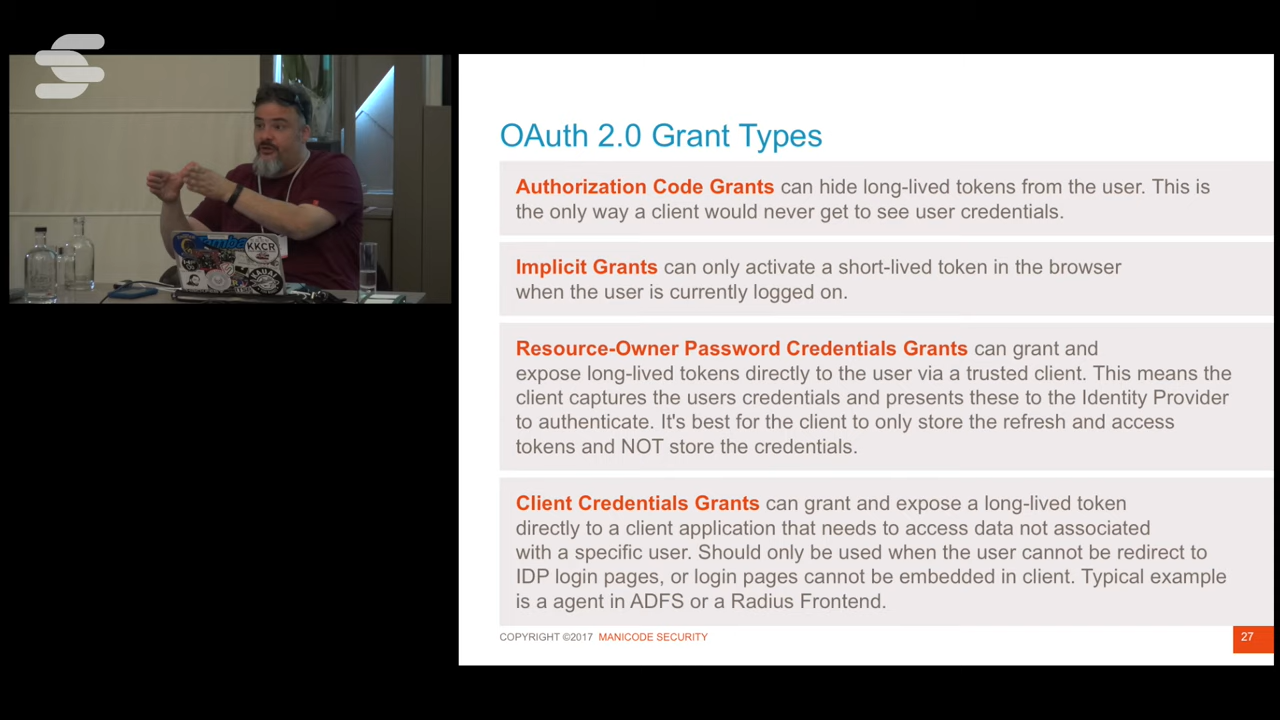 KKCR
KAUAI
OAuth 2.0 Grant Types
Authorization Code Grants can hide long-lived tokens from the user. This is
the only way a client would never get to see user credentials.
Implicit Grants can only activate a short-lived token in the browser
when the user is currently logged on.
Resource-Owner Password Credentials Grants can grant and
expose long-lived tokens directly to the user via a trusted client. This means the
client captures the users credentials and presents these to the Identity Provider
to authenticate. It's best for the client to only store the refresh and access
tokens and NOT store the credentials.
Client Credentials Grants can grant and expose a long-lived token
directly to a client application that needs to access data not associated
with a specific user. Should only be used when the user cannot be redirect to
IDP login pages, or login pages cannot be embedded in client. Typical example
is a agent in ADFS or a Radius Frontend.
COPYRIGHT ©2017 MANICODE SECURITY
27